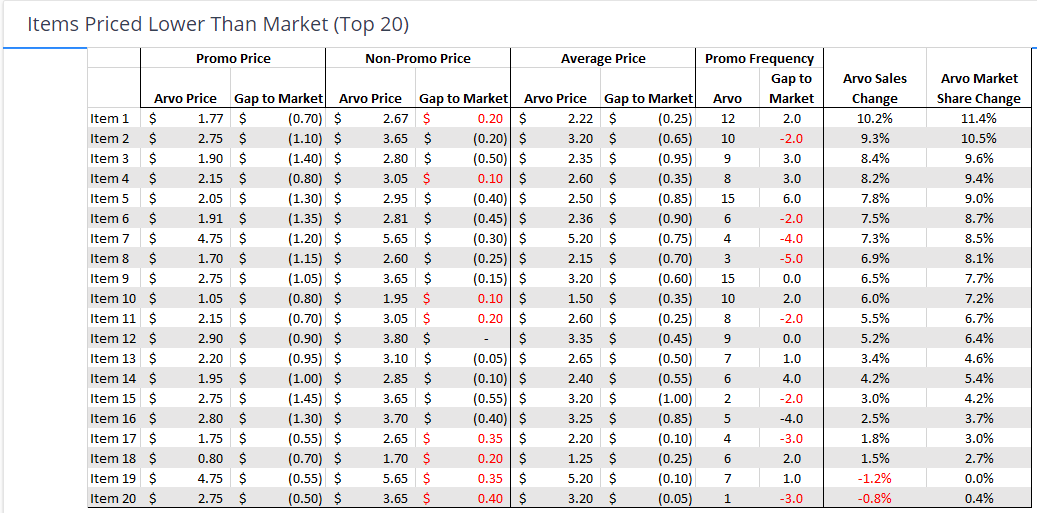 Items Priced Lower Than Market (Top 20)
Promo Price Non-Promo Price Average Price Promo Frequency
Gap to Arvo Sales Arvo Market
Arvo Price Gap to Market Arvo Price Gap to Market Arvo Price Gap to Market Arvo Market Change Share Change
Item 1 $ 1.77 $ (0.70) $ 2.67 $ 0.20 $ 2.22 $ (0.25) 12 2.0 10.2% 11.4%
Item 2 $ 2.75 $ (1.10) $ 3.65 $ (0.20) $ 3.20 $ (0.65) 10 -2.0 9.3% 10.5%
Item 3 $ 1.90 $ (1.40) $ 2.80 $ (0.50) $ 2.35 $ (0.95) 9 3.0 8.4% 9.6%
Item 4 $ 2.15 $ (0.80) $ 3.05 $ 0.10 $ 2.60 $ (0.35) 8 3.0 8.2% 9.4%
Item 5 $ 2.05 $ (1.30) $ 2.95 $ (0.40) $ 2.50 $ (0.85) 15 6.0 7.8% 9.0%
Item 6 $ 1.91 $ (1.35) $ 2.81 $ (0.45) $ 2.36 $ (0.90) 6 -2.0 7.5% 8.7%
Item 7 $ 4.75 $ (1.20) $ 5.65 $ (0.30) $ 5.20 $ (0.75) 4 -4.0 7.3% 8.5%
Item 8 $ 1.70 $ (1.15) $ 2.60 $ (0.25) $ 2.15 $ (0.70) 3 -5.0 6.9% 8.1%
Item 9 $ 2.75 $ (1.05) $ 3.65 $ (0.15) $ 3.20 $ (0.60) 15 0.0 6.5% 7.7%
Item 10 $ 1.05 $ (0.80) $ 1.95 $ 0.10 $ 1.50 $ (0.35) 10 2.0 6.0% 7.2%
Item 11 $ 2.15 $ (0.70) $ 3.05 $ 0.20 $ 2.60 $ (0.25) 8 -2.0 5.5% 6.7%
Item 12 $ 2.90 $ (0.90) $ 3.80 $ - $ 3.35 $ (0.45) 9 0.0 5.2% 6.4%
Item 13 $ 2.20 $ (0.95) $ 3.10 $ (0.05) $ 2.65 $ (0.50) 7 1.0 3.4% 4.6%
Item 14 $ 1.95 $ (1.00) $ 2.85 $ (0.10) $ 2.40 $ (0.55) 6 4.0 4.2% 5.4%
Item 15 $ 2.75 $ (1.45) $ 3.65 $ (0.55) $ 3.20 $ (1.00) 2 -2.0 3.0% 4.2%
Item 16 $ 2.80 $ (1.30) $ 3.70 $ (0.40) $ 3.25 $ (0.85) 5 -4.0 2.5% 3.7%
Item 17 $ 1.75 $ (0.55) $ 2.65 $ 0.35 $ 2.20 $ (0.10) 4 -3.0 1.8% 3.0%
Item 18 $ 0.80 $ (0.70) $ 1.70 $ 0.20 $ 1.25 $ (0.25) 6 2.0 1.5% 2.7%
Item 19 $ 4.75 $ (0.55) $ 5.65 $ 0.35 $ 5.20 $ (0.10) 7 1.0 -1.2% 0.0%
Item 20 $ 2.75 $ (0.50) $ 3.65 $ 0.40 $ 3.20 $ (0.05) 1 -3.0 -0.8% 0.4%